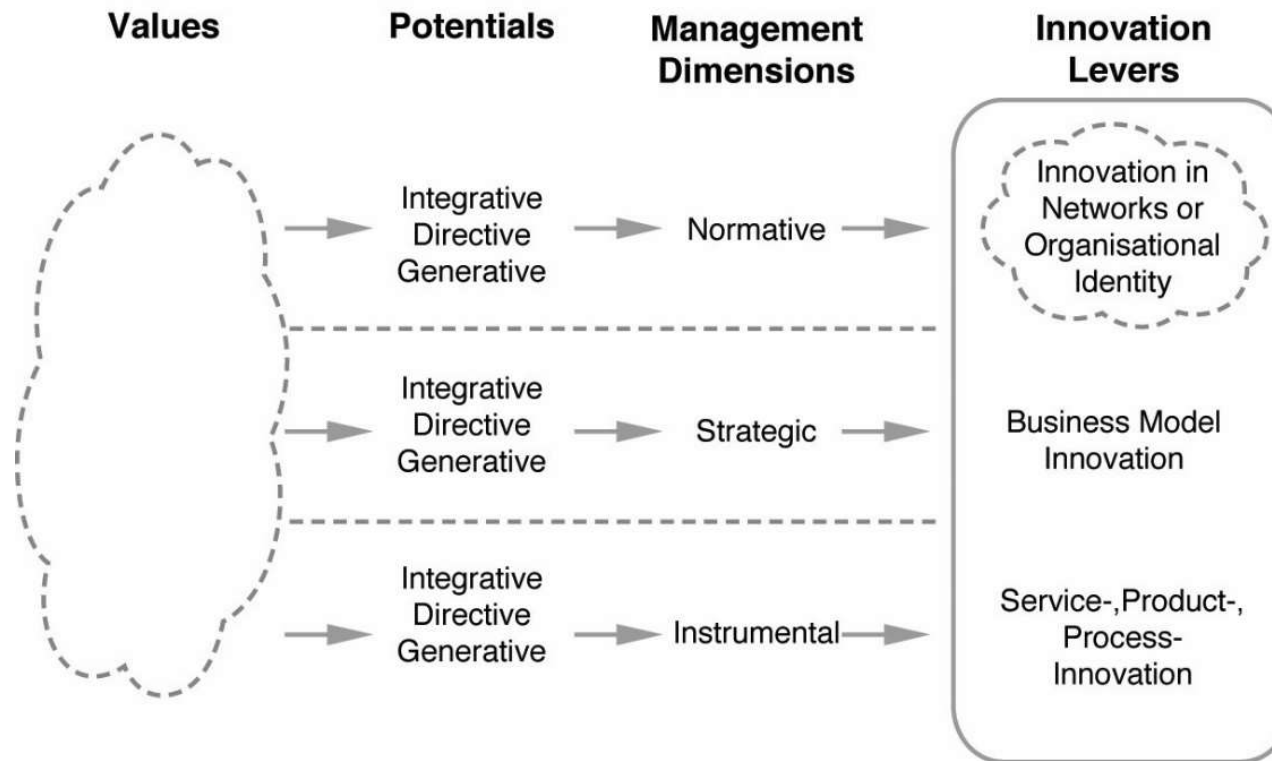 Values
Potentials
Management
Dimensions
Innovation
Levers
Integrative
Directive
Generative
Normative
Innovation in
Networks or
Organisational
Identity
Integrative
Directive
Generative
Strategic
Business Model
Innovation
Integrative
Directive
Generative
Instrumental
Service-,Product-,
Process-
Innovation